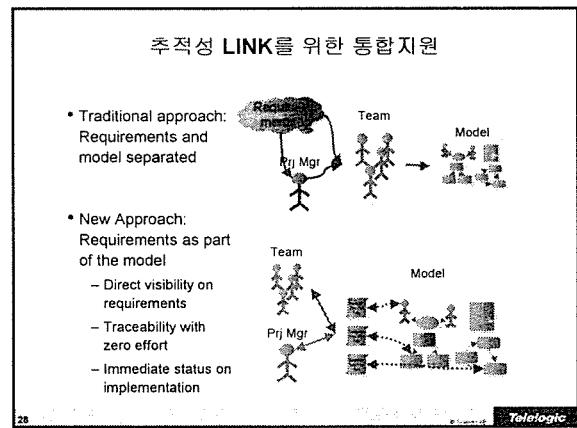 추적성 LINK를 위한 통합지원
• Traditional approach:
Requirements and
model separated
Require-
ments
Prj Mgr
Team
Model
• New Approach:
Requirements as part
of the model
– Direct visibility on
requirements
– Traceability with
zero effort
– Immediate status on
implementation
Team
Prj Mgr
Model
28
Telelogic